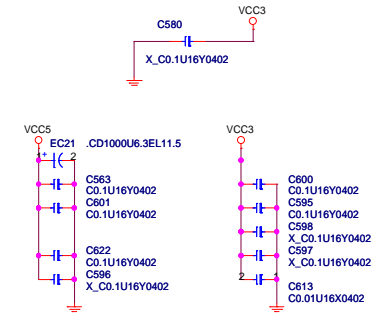 VCC3
C580
X_C0.1U16Y0402
VCC5
EC21 .CD1000U6.3EL11.5
1 + 2
C563
C0.1U16Y0402
C601
C0.1U16Y0402
C622
C0.1U16Y0402
C596
X_C0.1U16Y0402
VCC3
C600
C0.1U16Y0402
C595
C0.1U16Y0402
C598
X_C0.1U16Y0402
C597
X_C0.1U16Y0402
2 1
C613
C0.01U16X0402